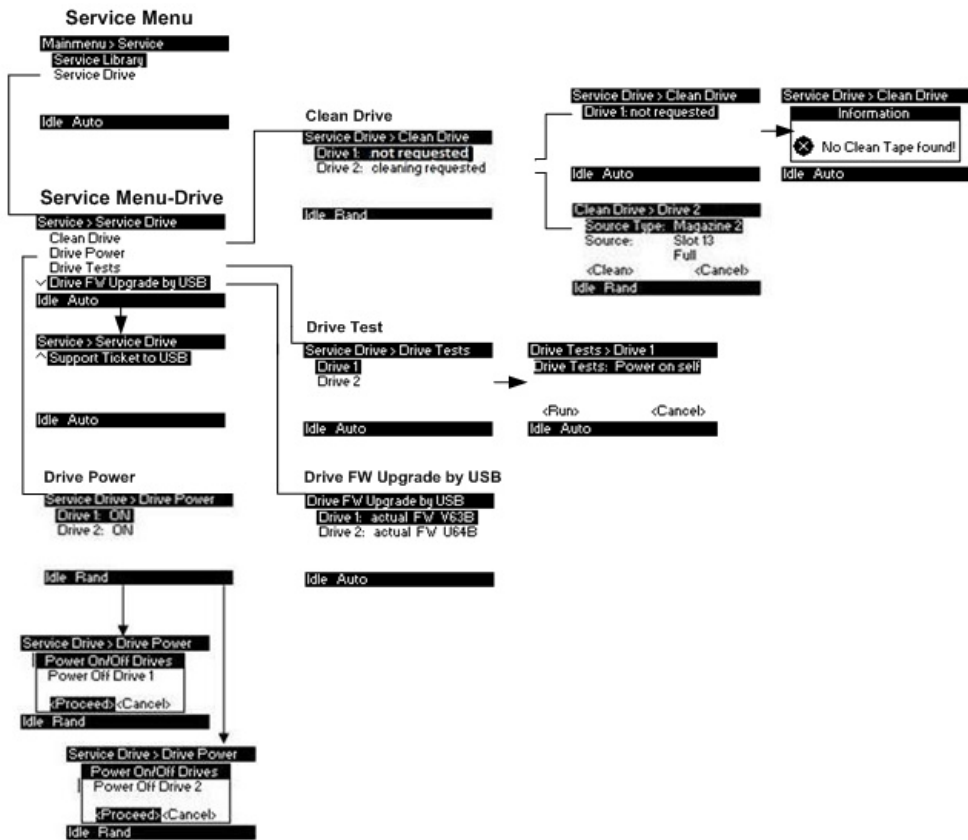 Service Menu
Mainmenu > Service
Service Library
Service Drive
Idle Auto
Service Menu-Drive
Service > Service Drive
Clean Drive
Drive Power
Drive Tests
Drive FW Upgrade by USB
Idle Auto
Service > Service Drive
Support Ticket to USB
Idle Auto
Drive Power
Service Drive > Drive Power
Drive 1: ON
Drive 2: ON
Idle Rand
Service Drive > Drive Power
Power On/Off Drives
Power Off Drive 1
<Proceed> <Cancel>
Idle Rand
Service Drive > Drive Power
Power On/Off Drives
Power Off Drive 2
<Proceed> <Cancel>
Idle Rand
Clean Drive
Service Drive > Clean Drive
Drive 1: not requested
Drive 2: cleaning requested
Idle Rand
Service Drive > Clean Drive
Drive 1: not requested
Idle Auto
Service Drive > Clean Drive
Information
No Clean Tape found!
Idle Auto
Clean Drive > Drive 2
Source Type: Magazine 2
Source: Slot 13
Full
<Clean> <Cancel>
Idle Rand
Drive Test
Service Drive > Drive Tests
Drive 1
Drive 2
Idle Auto
Drive Tests > Drive 1
Drive Tests: Power on self
<Run> <Cancel>
Idle Auto
Drive FW Upgrade by USB
Drive FW Upgrade by USB
Drive 1: actual FW V63B
Drive 2: actual FW U64B
Idle Auto